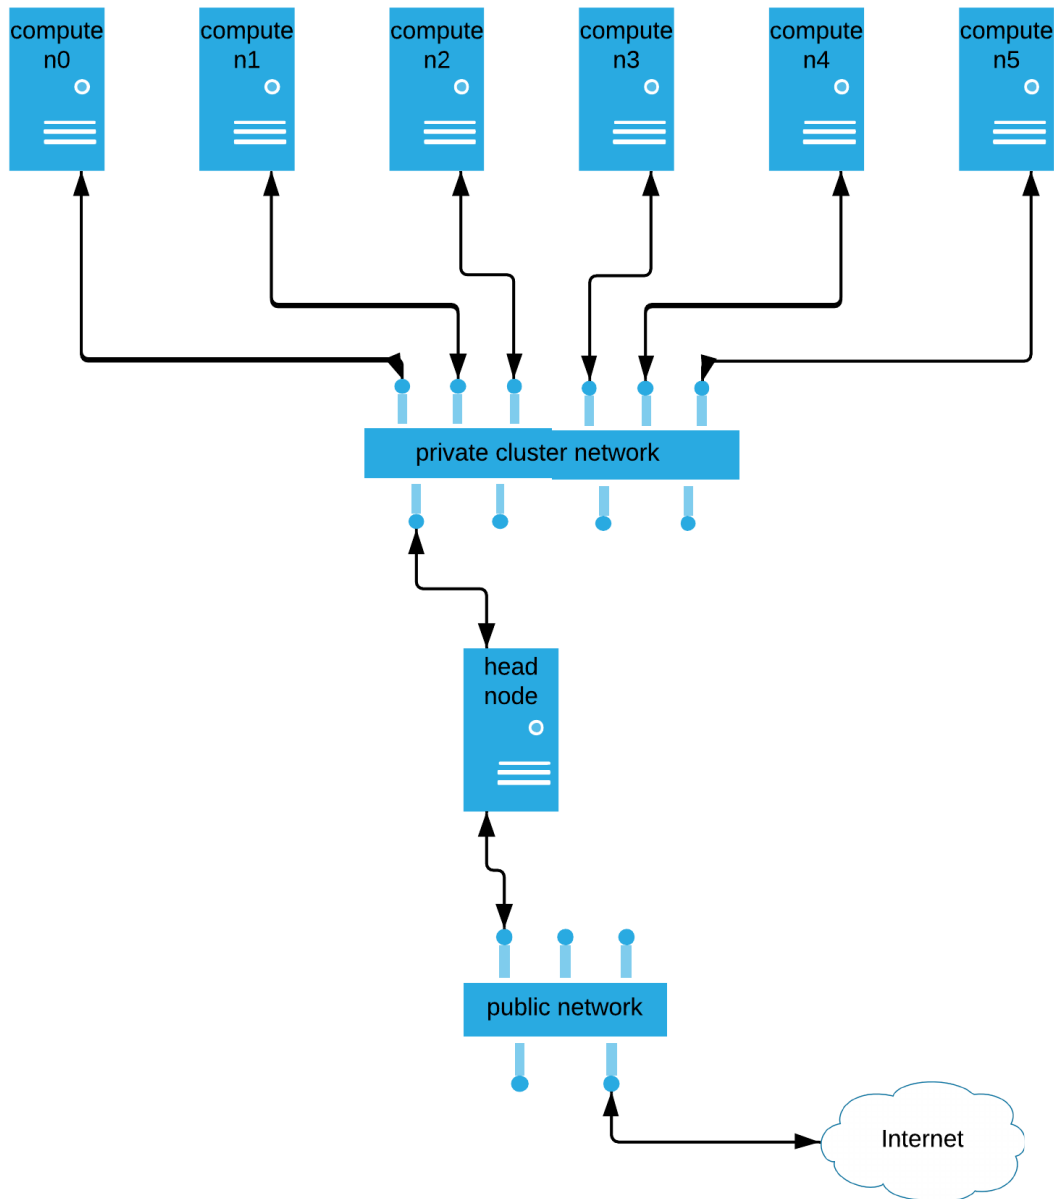 compute
n0
compute
n1
compute
n2
compute
n3
compute
n4
compute
n5
private cluster network
head
node
public network
Internet